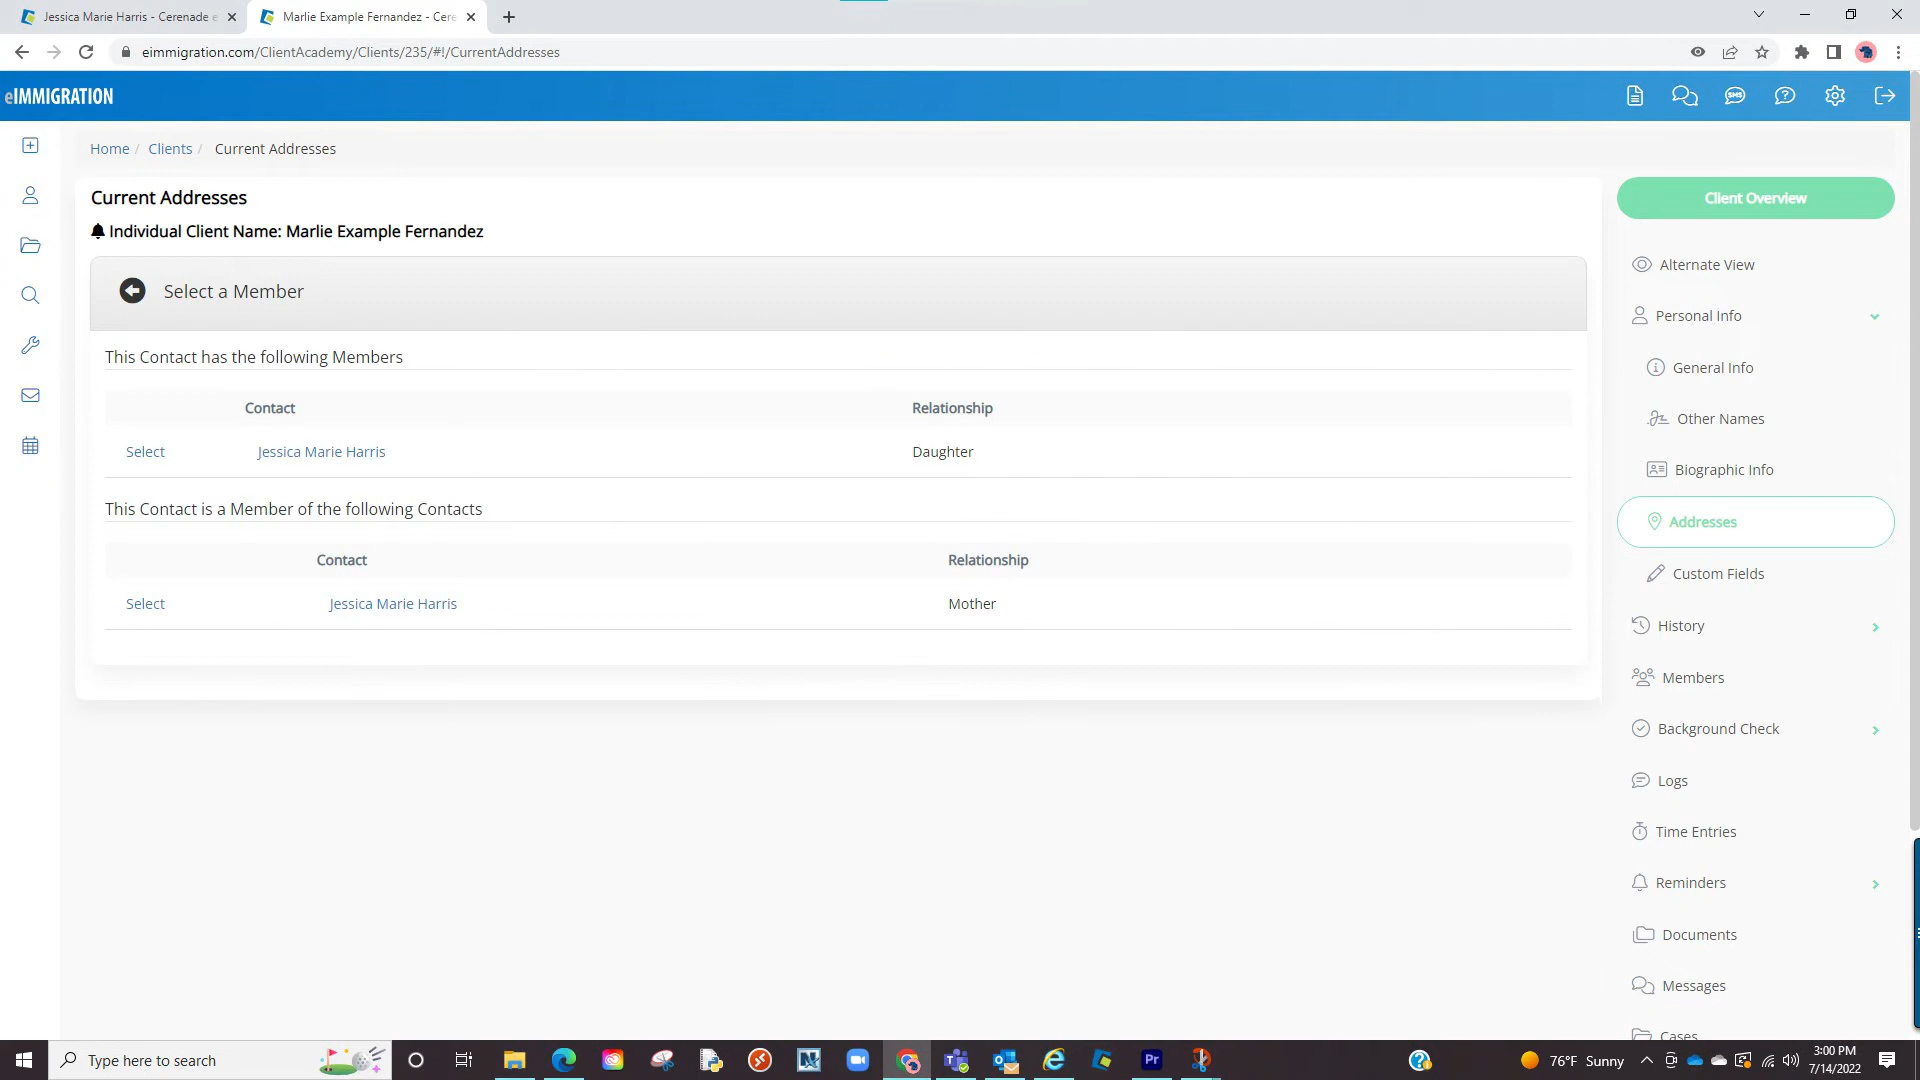 Jessica Marie Harris - Cerenade e
Marlie Example Fernandez - Cere
eimmigration.com/ClientAcademy/Clients/235/#!/CurrentAddresses
eIMMIGRATION
SMS
Home / Clients / Current Addresses
Current Addresses
Individual Client Name: Marlie Example Fernandez
Select a Member
This Contact has the following Members
Contact Relationship
Select Jessica Marie Harris Daughter
This Contact is a Member of the following Contacts
Contact Relationship
Select Jessica Marie Harris Mother
Client Overview
Alternate View
Personal Info
General Info
Other Names
Biographic Info
Addresses
Custom Fields
History
Members
Background Check
Logs
Time Entries
Reminders
Documents
Messages
Cases
Type here to search
Pr
76°F Sunny
3:00 PM
7/14/2022